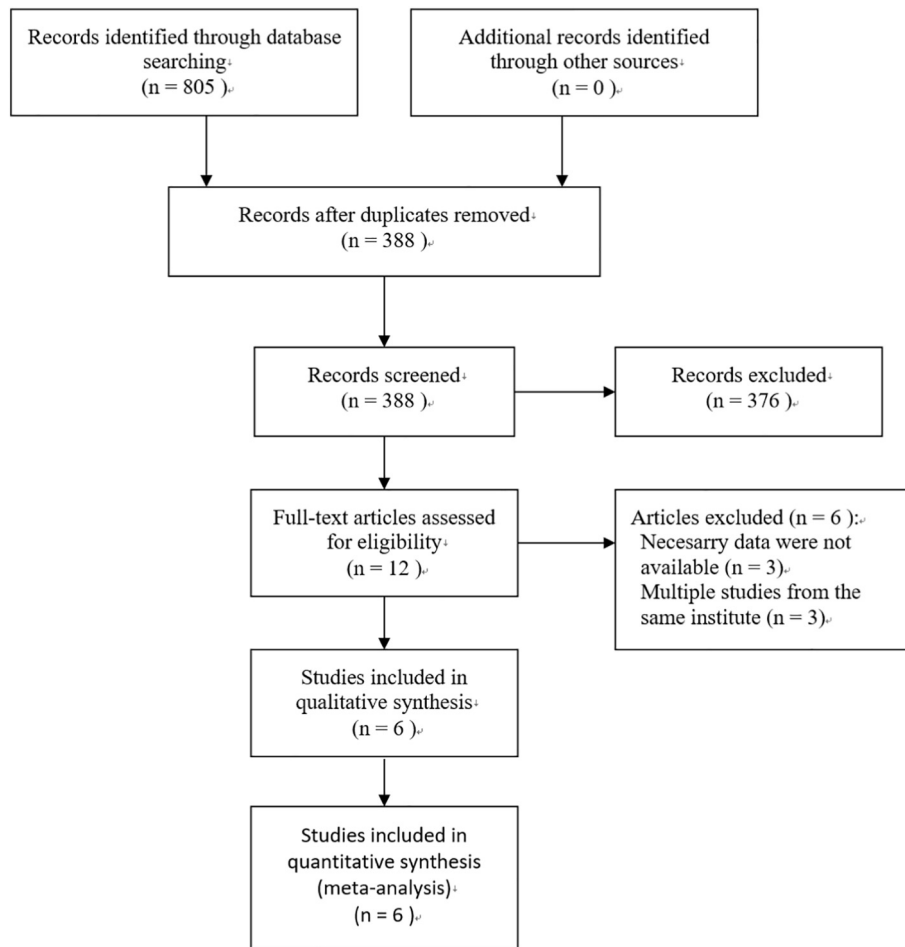 Records identified through database
searching↓
(n = 805 )↵
Additional records identified
through other sources↓
(n = 0 )↵
Records after duplicates removed↓
(n = 388 )↵
Records screened↓
(n = 388 )↵
Records excluded↓
(n = 376 )↵
Full-text articles assessed
for eligibility↓
(n = 12 )↵
Articles excluded (n = 6 ):↵
Necesarry data were not
available (n = 3)↵
Multiple studies from the
same institute (n = 3)↵
Studies included in
qualitative synthesis↓
(n = 6 )↵
Studies included in
quantitative synthesis
(meta-analysis)↓
(n = 6 )↵